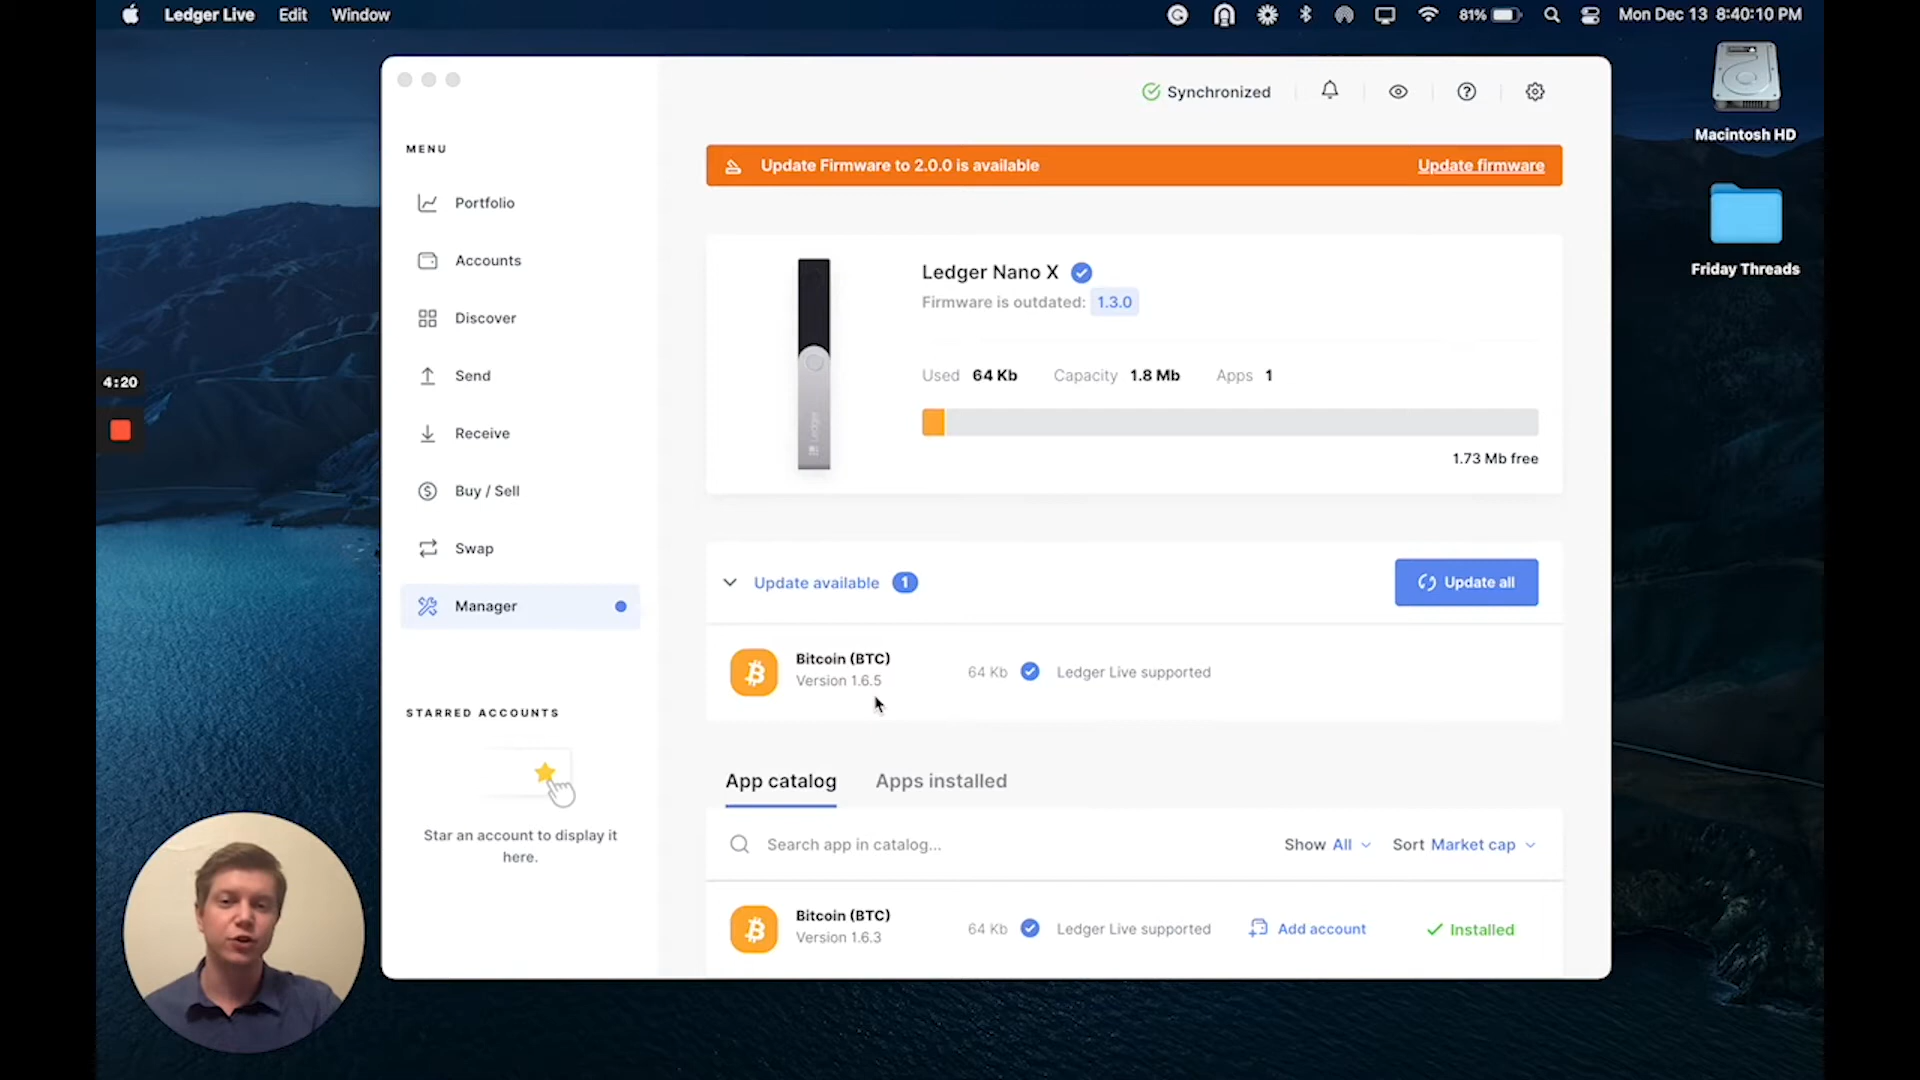 Ledger Live Edit Window
81% Mon Dec 13 8:40:10 PM
Macintosh HD
Friday Threads
4:20
Synchronized
MENU
Portfolio
Accounts
Discover
Send
Receive
Buy / Sell
Swap
Manager
STARRED ACCOUNTS
Star an account to display it
here.
Update Firmware to 2.0.0 is available Update firmware
Ledger Nano X
Firmware is outdated: 1.3.0
Used 64 Kb Capacity 1.8 Mb Apps 1
1.73 Mb free
Ledger
Update available 1 Update all
Bitcoin (BTC)
Version 1.6.5
64 Kb Ledger Live supported
App catalog Apps installed
Search app in catalog... Show All Sort Market cap
Bitcoin (BTC)
Version 1.6.3
64 Kb Ledger Live supported Add account Installed